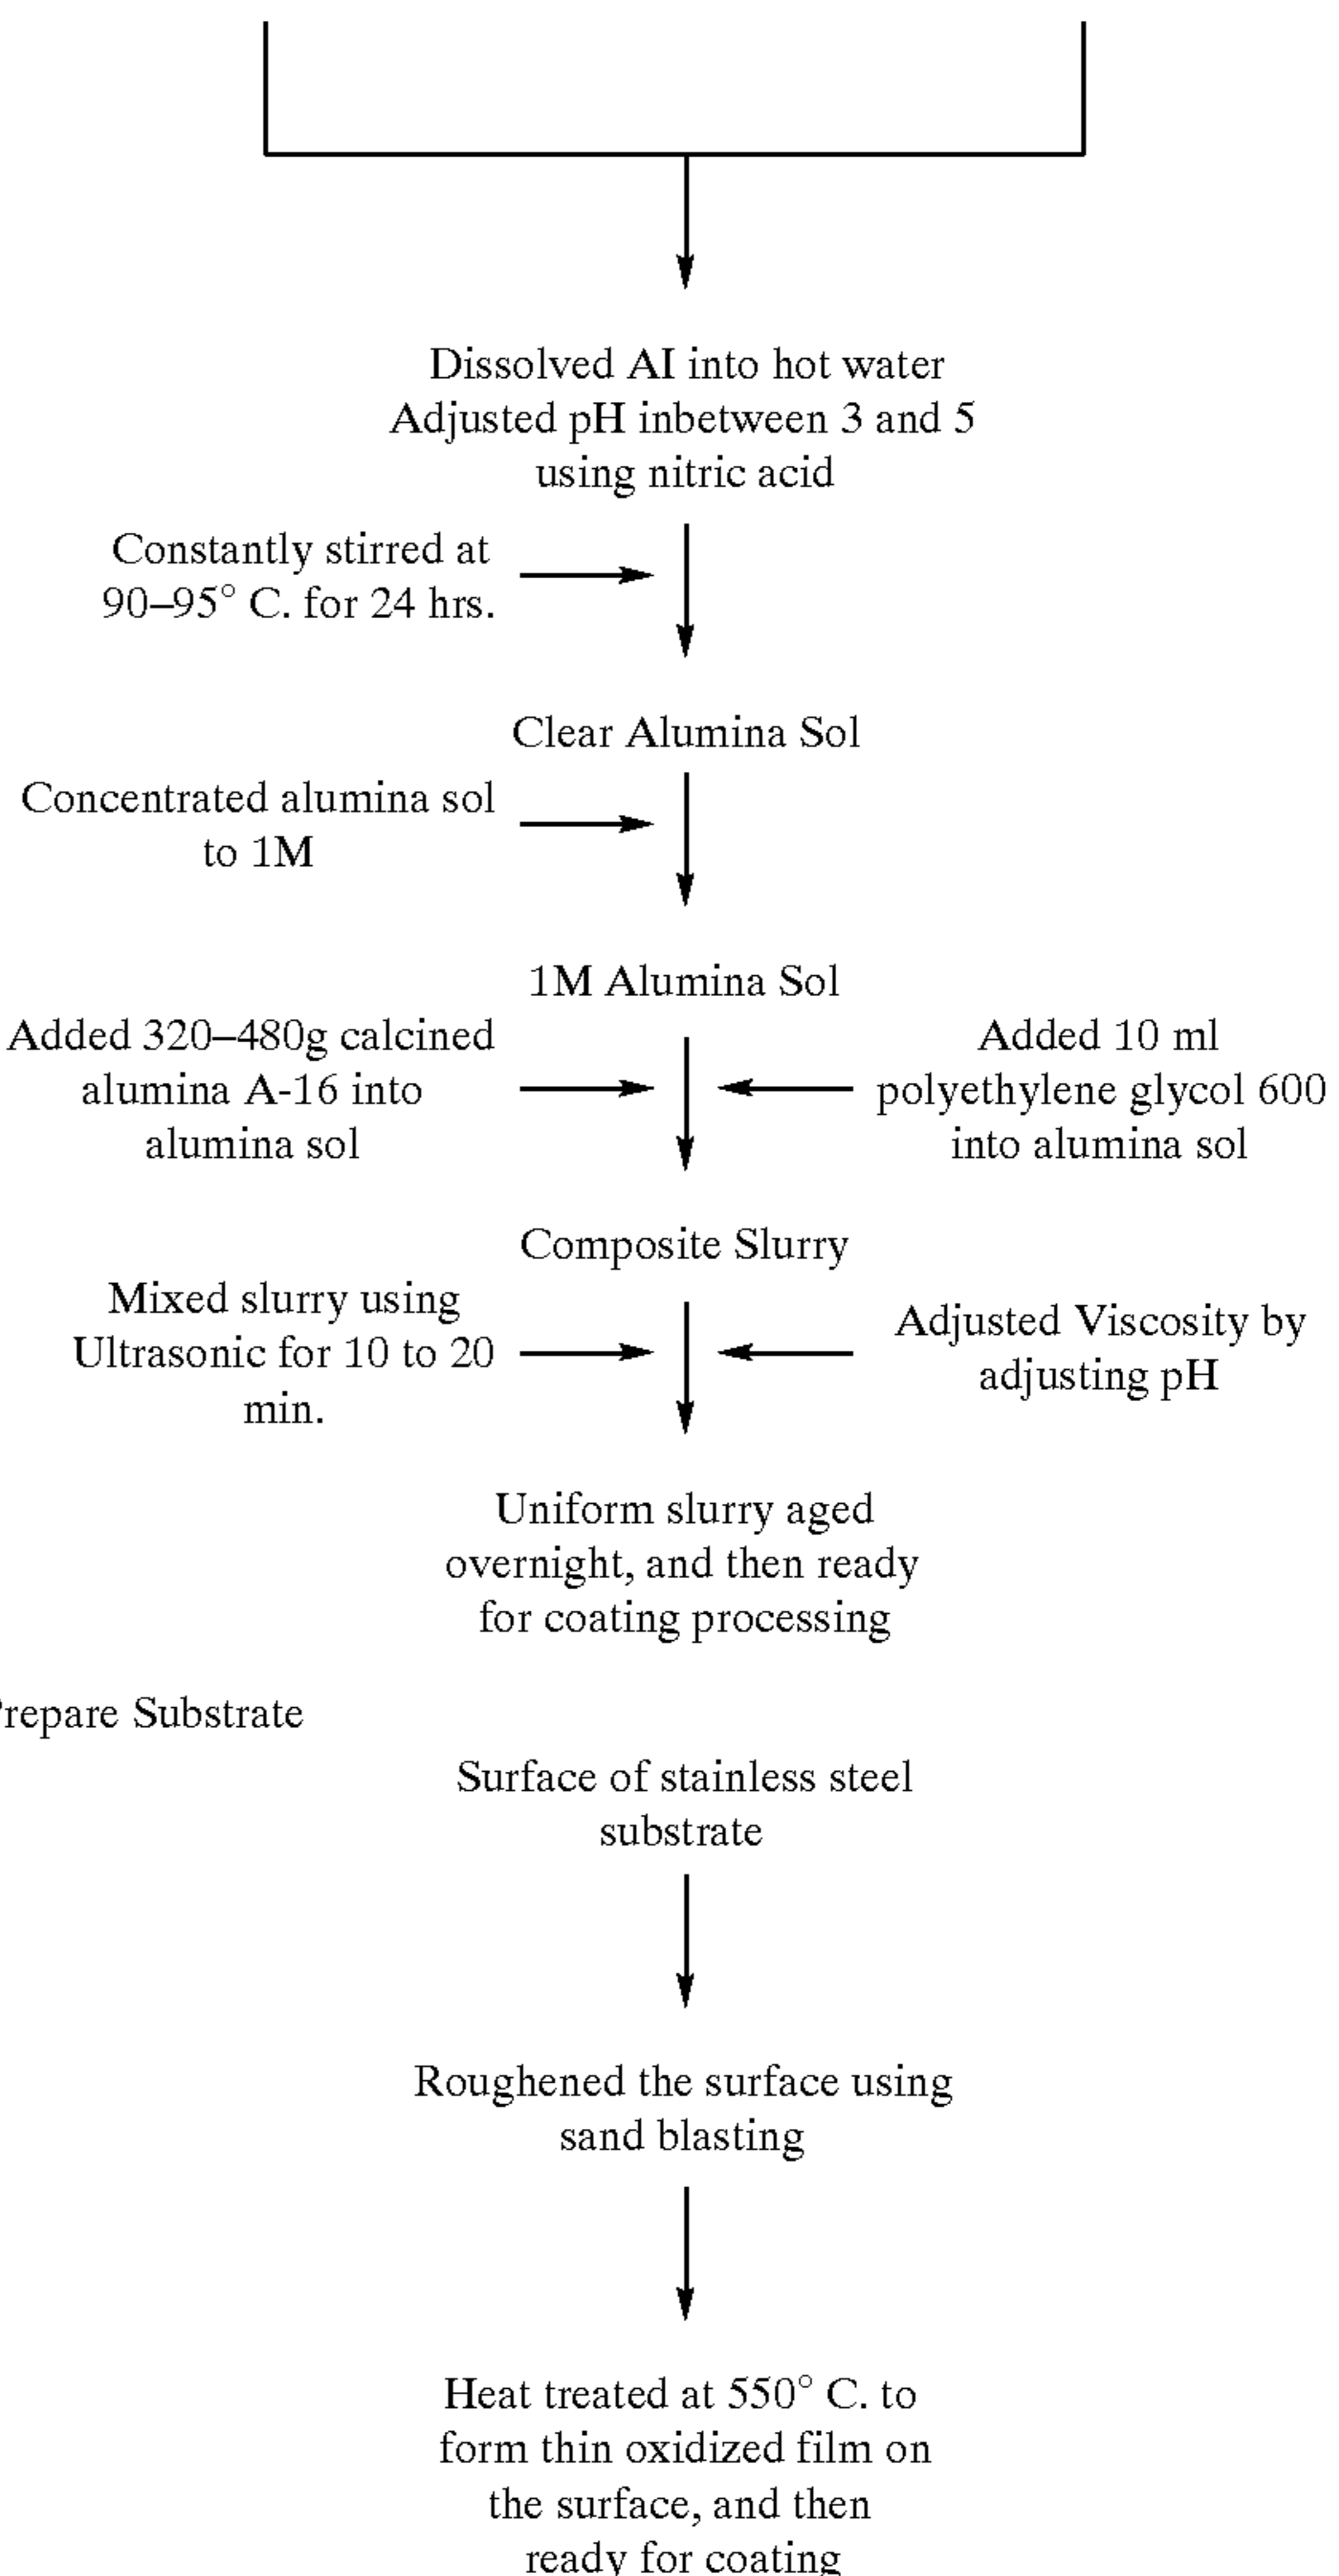 Dissolved AI into hot water
Adjusted pH inbetween 3 and 5
using nitric acid
Constantly stirred at
90–95° C. for 24 hrs.
Clear Alumina Sol
Concentrated alumina sol
to 1M
1M Alumina Sol
Added 320–480g calcined
alumina A-16 into
alumina sol
Added 10 ml
polyethylene glycol 600
into alumina sol
Composite Slurry
Mixed slurry using
Ultrasonic for 10 to 20
min.
Adjusted Viscosity by
adjusting pH
Uniform slurry aged
overnight, and then ready
for coating processing
Prepare Substrate
Surface of stainless steel
substrate
Roughened the surface using
sand blasting
Heat treated at 550° C. to
form thin oxidized film on
the surface, and then
ready for coating